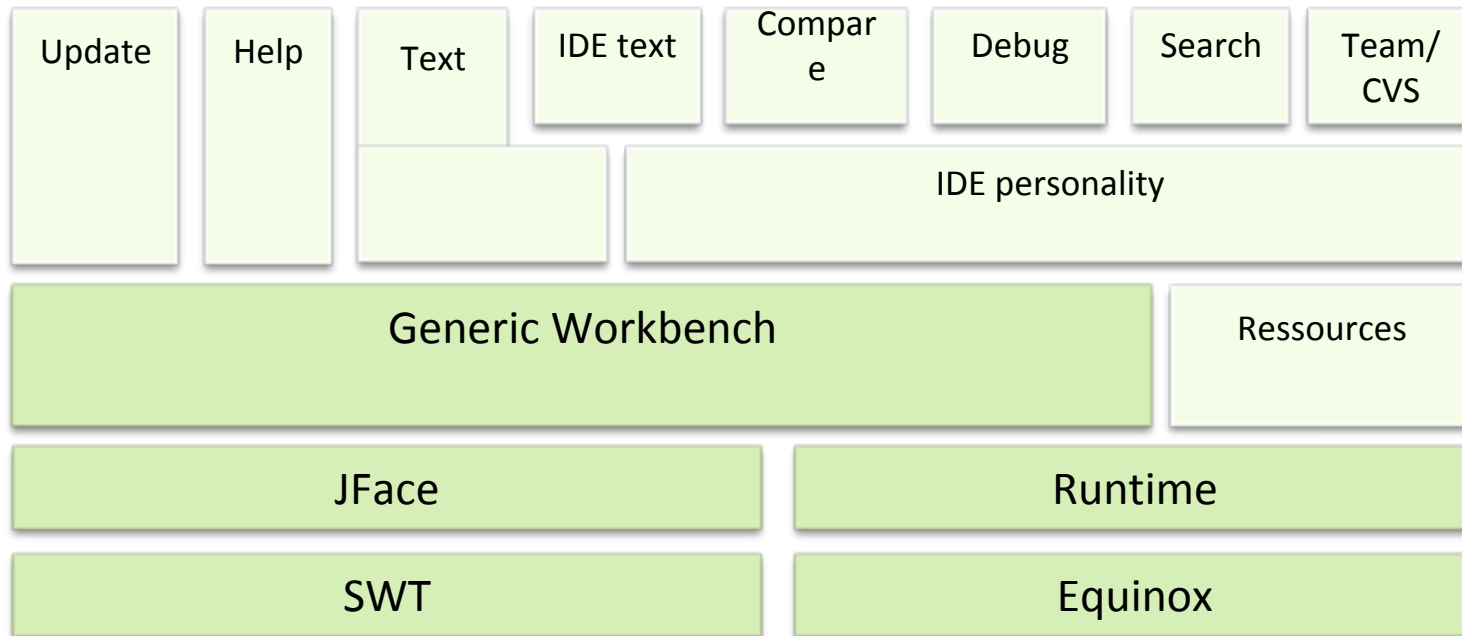 Update
Help
Text
IDE text
Compar
e
Debug
Search
Team/
CVS
IDE personality
Generic Workbench
Ressources
JFace
Runtime
SWT
Equinox